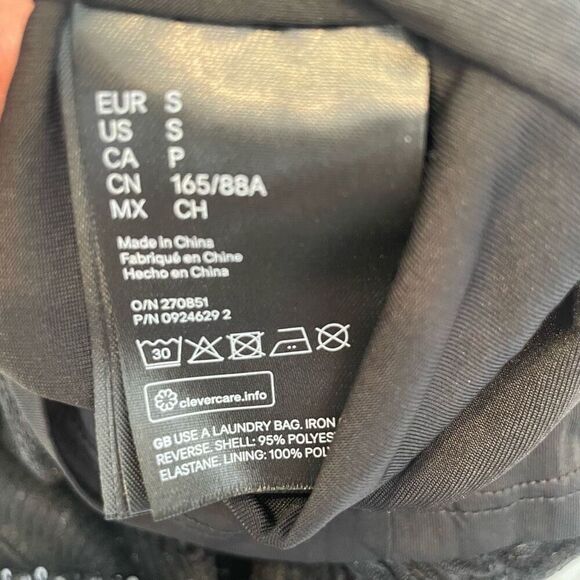 EUR S
US S
CA P
CN 165/88A
MX CH
Made in China
Fabriqué en Chine
Hecho en China
O/N 270851
P/N 0924629 2
30
clevercare.info
GB USE A LAUNDRY BAG. IRON
REVERSE. SHELL: 95% POLYES
ELASTANE. LINING: 100% POLY